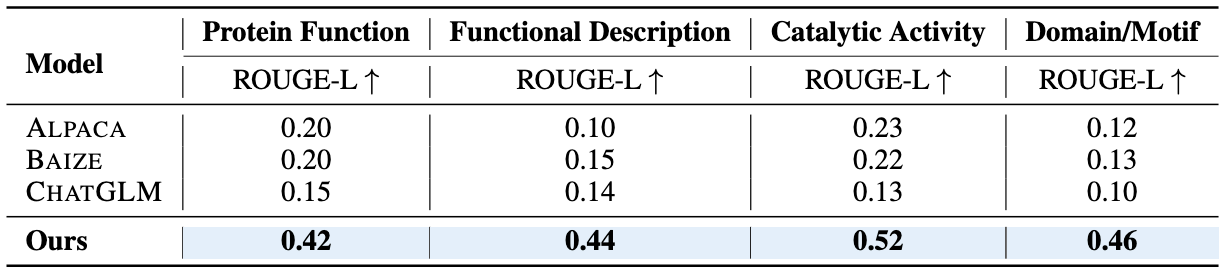 Model Protein Function Functional Description Catalytic Activity Domain/Motif
ROUGE-L ↑ ROUGE-L ↑ ROUGE-L ↑ ROUGE-L ↑
ALPACA 0.20 0.10 0.23 0.12
BAIZE 0.20 0.15 0.22 0.13
CHATGLM 0.15 0.14 0.13 0.10
Ours 0.42 0.44 0.52 0.46